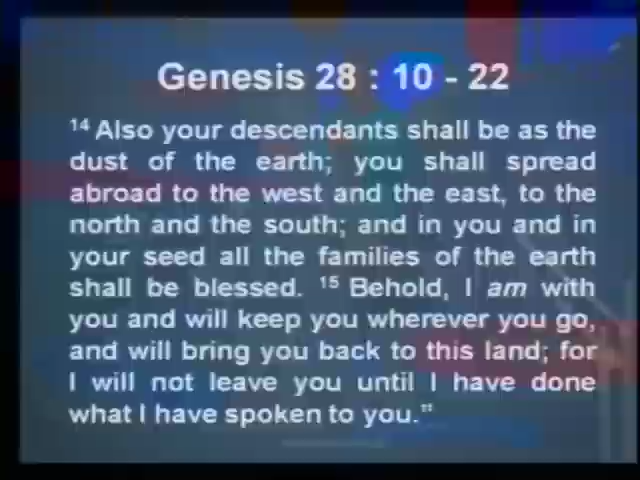 Genesis 28 : 10 - 22
14 Also your descendants shall be as the
dust of the earth; you shall spread
abroad to the west and the east, to the
north and the south; and in you and in
your seed all the families of the earth
shall be blessed. 15 Behold, I am with
you and will keep you wherever you go,
and will bring you back to this land; for
I will not leave you until I have done
what I have spoken to you.”